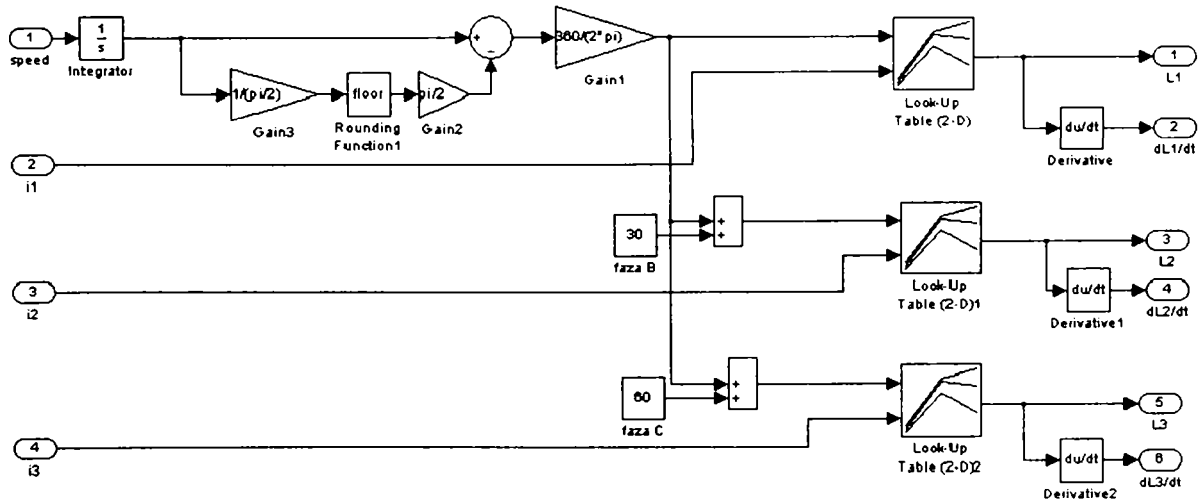 1
speed
1
s
Integrator
1/(pi/2)
Gain3
floor
Rounding
Function1
pi/2
Gain2
+
−
360/(2*pi)
Gain1
Look-Up
Table (2-D)
1
L1
du/dt
Derivative
2
dL1/dt
2
i1
30
faza B
+
+
Look-Up
Table (2-D)1
3
L2
du/dt
Derivative1
4
dL2/dt
3
i2
60
faza C
+
+
Look-Up
Table (2-D)2
5
L3
du/dt
Derivative2
6
dL3/dt
4
i3